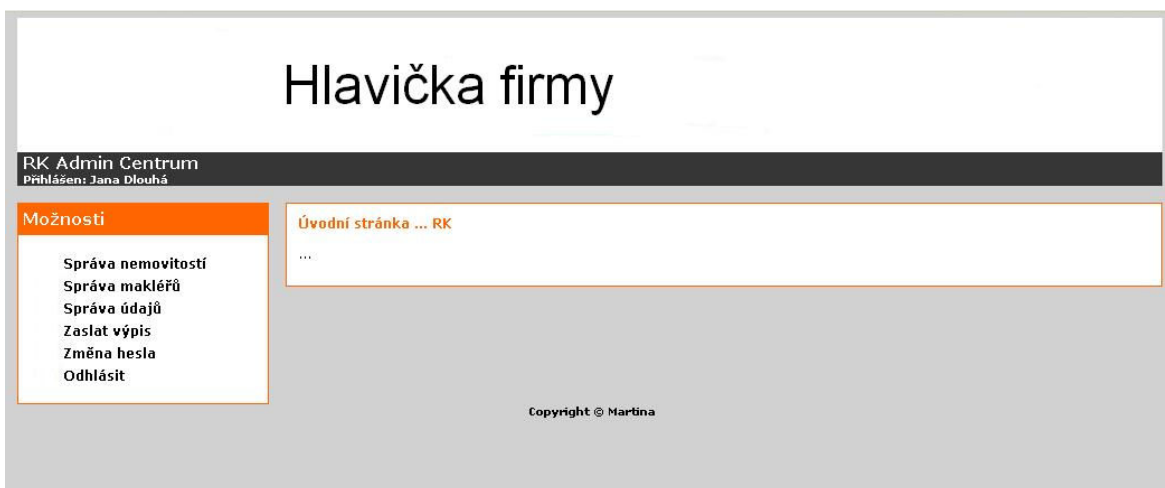 Hlavička firmy
RK Admin Centrum
Přihlášen: Jana Dlouhá
Možnosti
Správa nemovitostí
Správa makléřů
Správa údajů
Zaslat výpis
Změna hesla
Odhlásit
Úvodní stránka ... RK
...
Copyright © Martina